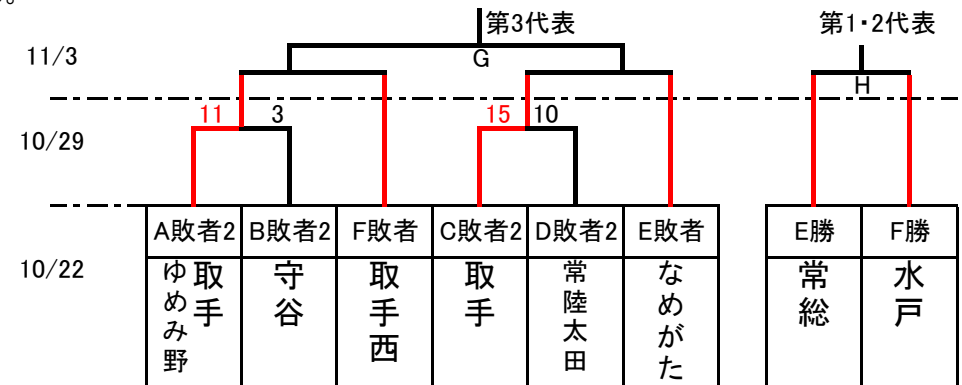 。
第3代表
第1・2代表
11/3
G
H
11
3
15
10
10/29
A敗者2
B敗者2
F敗者
C敗者2
D敗者2
E敗者
E勝
F勝
10/22
取手ゆめみ野
守谷
取手西
取手
常陸太田
なめがた
常総
水戸